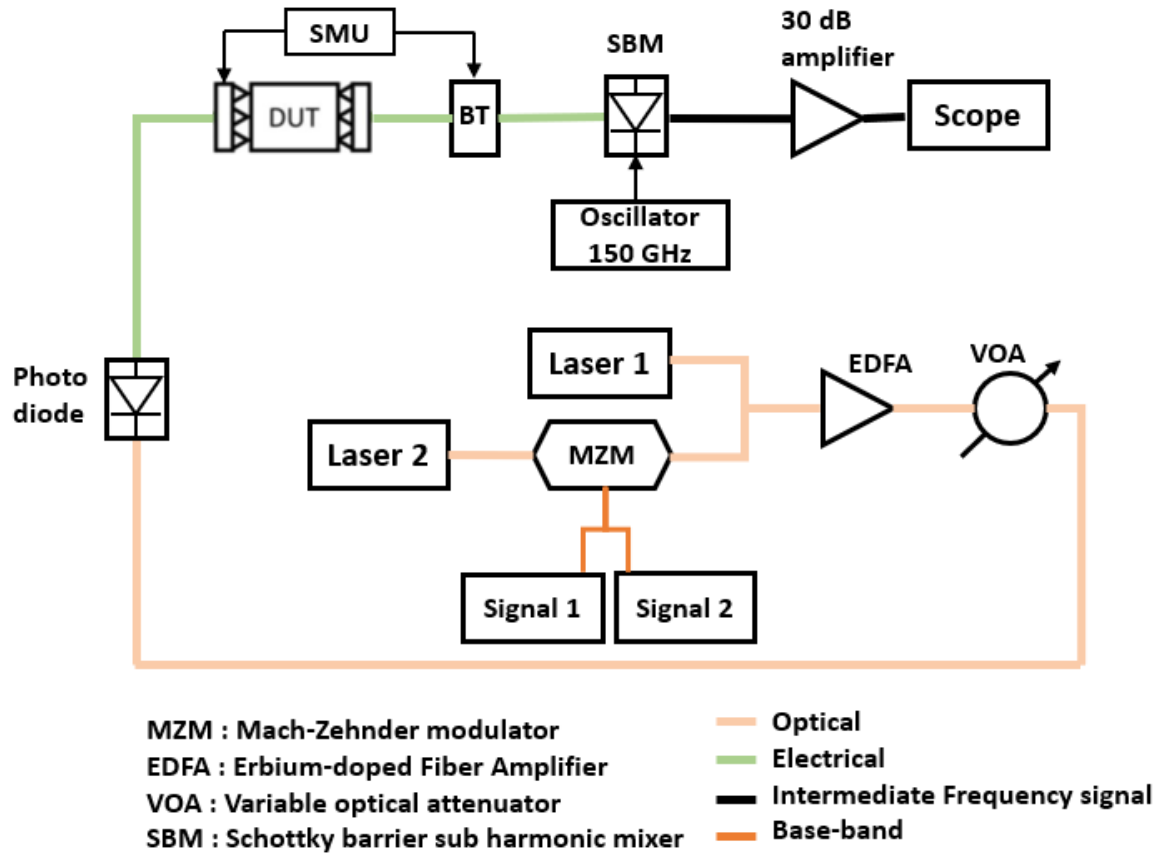 SMU
30 dB
amplifier
SBM
DUT
BT
Scope
Oscillator
150 GHz
Photo
diode
Laser 1
EDFA
VOA
Laser 2
MZM
Signal 1
Signal 2
MZM : Mach-Zehnder modulator
EDFA : Erbium-doped Fiber Amplifier
VOA : Variable optical attenuator
SBM : Schottky barrier sub harmonic mixer
Optical
Electrical
Intermediate Frequency signal
Base-band